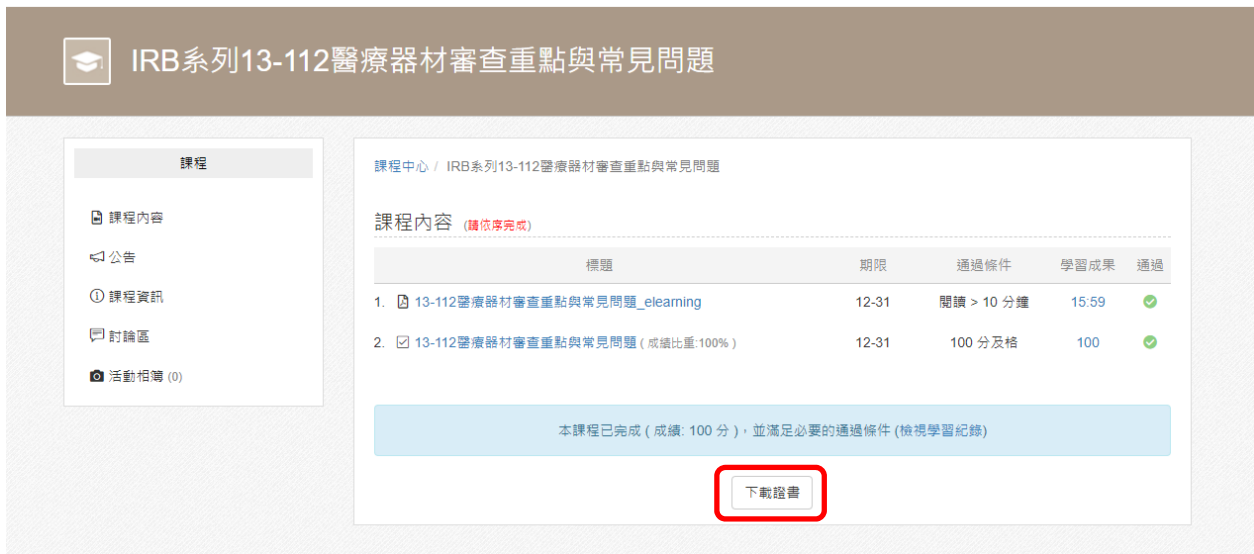 IRB系列13-112醫療器材審查重點與常見問題
課程
課程內容
公告
課程資訊
討論區
活動相簿 (0)
課程中心 / IRB系列13-112醫療器材審查重點與常見問題
課程內容 (請依序完成)
標題 期限 通過條件 學習成果 通過
1. 13-112醫療器材審查重點與常見問題_elearning 12-31 閱讀 > 10 分鐘 15:59
2. 13-112醫療器材審查重點與常見問題 ( 成績比重:100% ) 12-31 100 分及格 100
本課程已完成 ( 成績: 100 分 )，並滿足必要的通過條件 (檢視學習紀錄)
下載證書